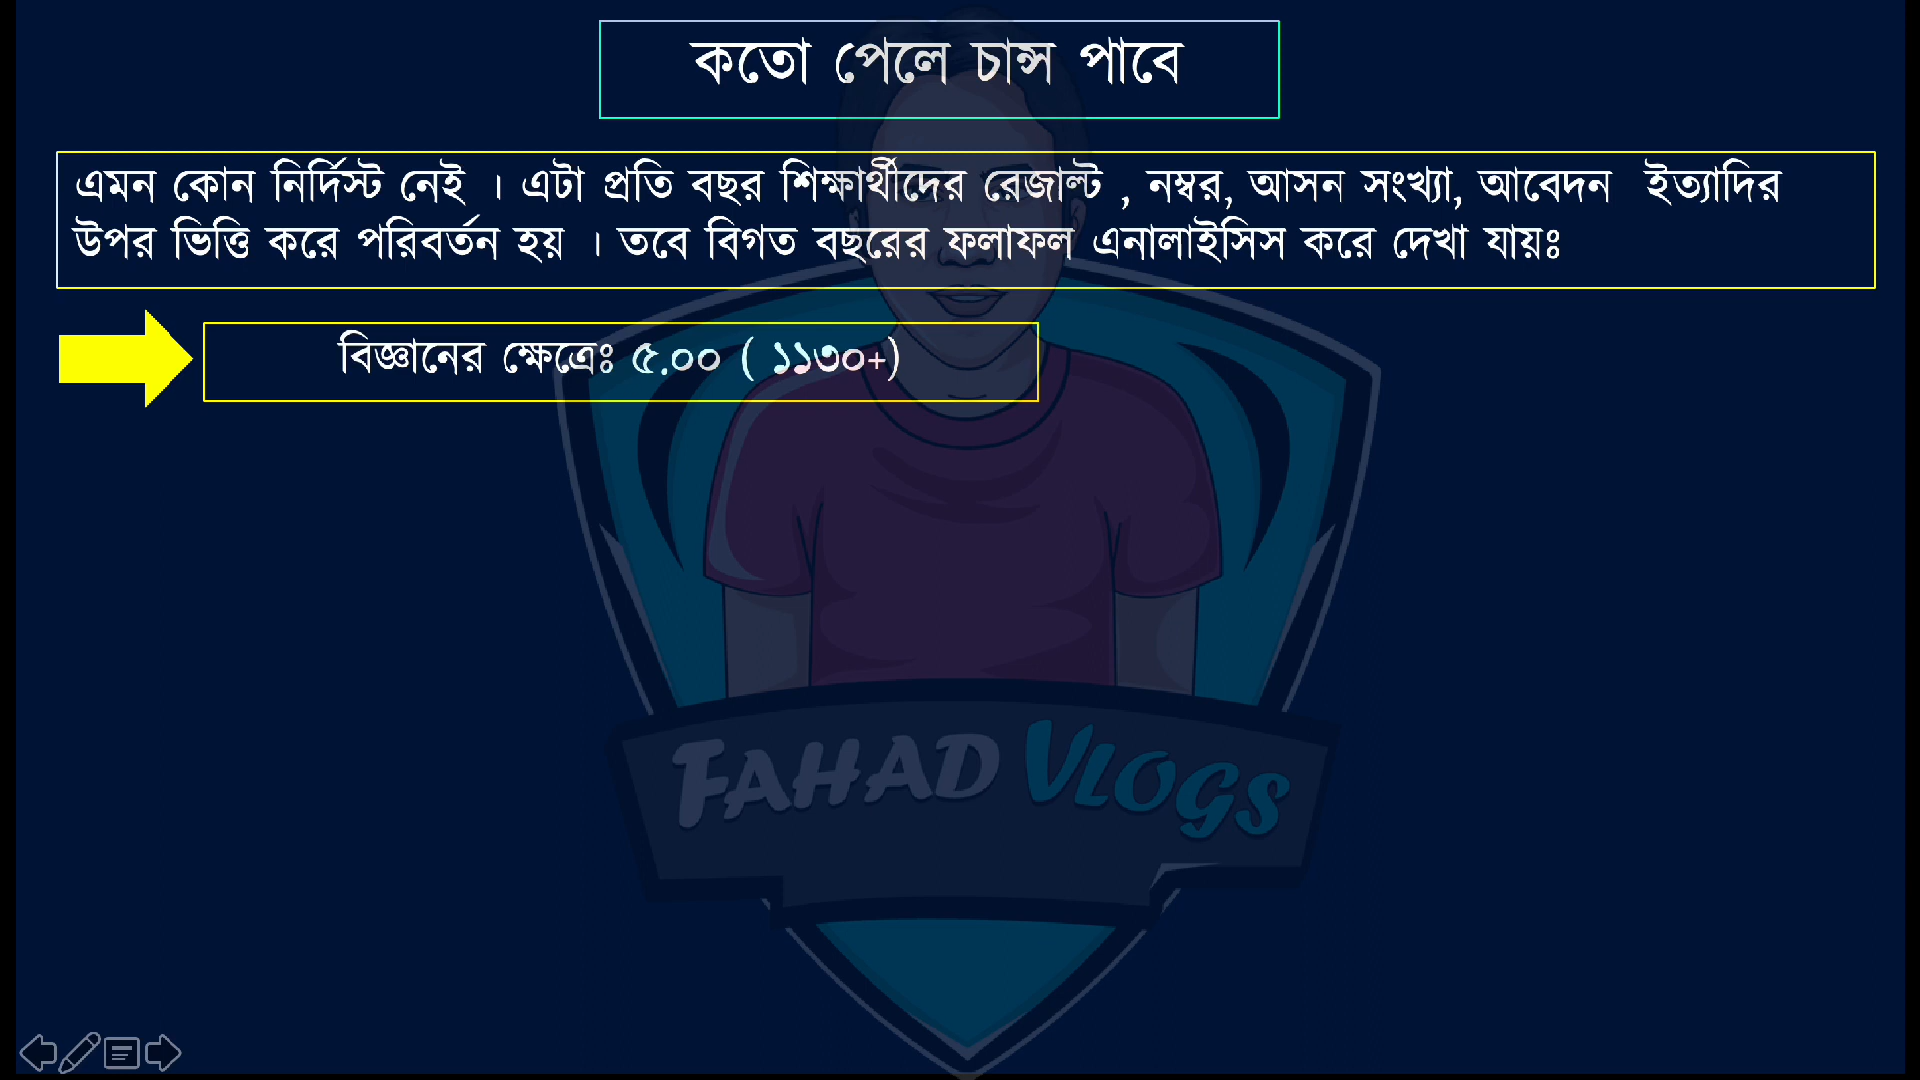 কতো পেলে চান্স পাবে
এমন কোন নির্দিস্ট নেই । এটা প্রতি বছর শিক্ষার্থীদের রেজাল্ট , নম্বর, আসন সংখ্যা, আবেদন ইত্যাদির
উপর ভিত্তি করে পরিবর্তন হয় । তবে বিগত বছরের ফলাফল এনালাইসিস করে দেখা যায়ঃ
বিজ্ঞানের ক্ষেত্রেঃ ৫.০০ ( ১১৩০+)
FAHAD VLOGS